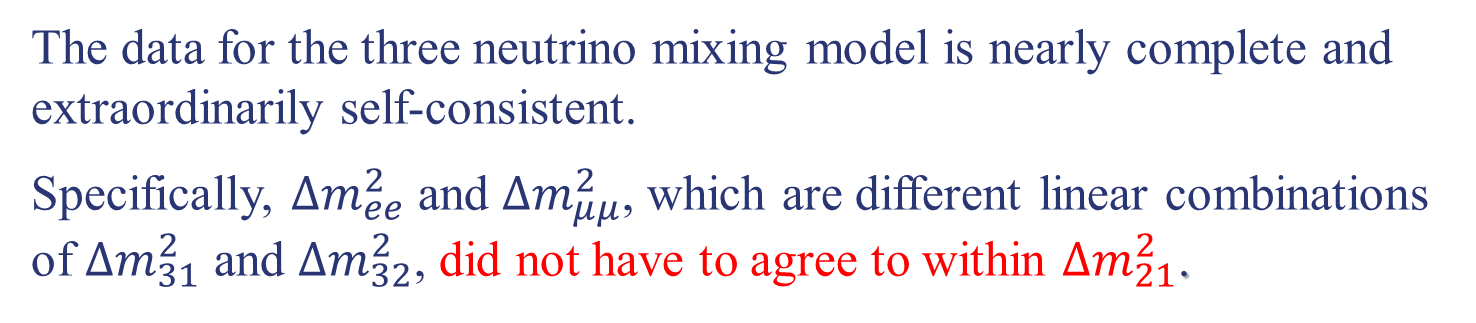 The data for the three neutrino mixing model is nearly complete and
extraordinarily self-consistent.
Specifically, Δm²ₑₑ and Δm²_μμ, which are different linear combinations
of Δm²₃₁ and Δm²₃₂, did not have to agree to within Δm²₂₁.